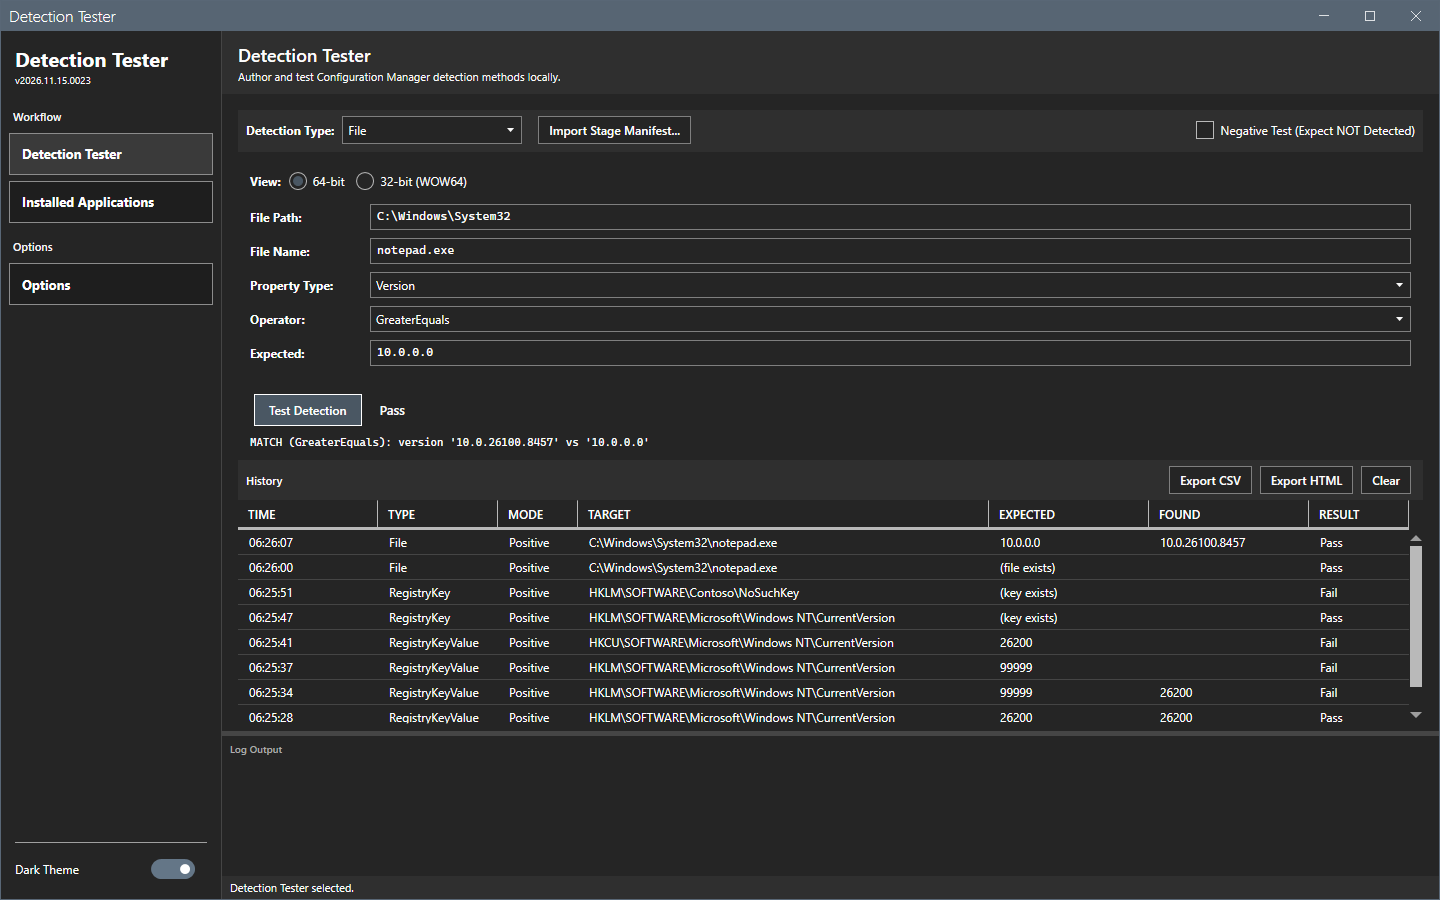 Detection Tester
Detection Tester
v2026.11.15.0023
Workflow
Detection Tester
Installed Applications
Options
Options
Dark Theme
Detection Tester
Author and test Configuration Manager detection methods locally.
Detection Type: File Import Stage Manifest... Negative Test (Expect NOT Detected)
View: 64-bit 32-bit (WOW64)
File Path: C:\Windows\System32
File Name: notepad.exe
Property Type: Version
Operator: GreaterEquals
Expected: 10.0.0.0
Test Detection Pass
MATCH (GreaterEquals): version '10.0.26100.8457' vs '10.0.0.0'
History Export CSV Export HTML Clear
TIME TYPE MODE TARGET EXPECTED FOUND RESULT
06:26:07 File Positive C:\Windows\System32\notepad.exe 10.0.0.0 10.0.26100.8457 Pass
06:26:00 File Positive C:\Windows\System32\notepad.exe (file exists) Pass
06:25:51 RegistryKey Positive HKLM\SOFTWARE\Contoso\NoSuchKey (key exists) Fail
06:25:47 RegistryKey Positive HKLM\SOFTWARE\Microsoft\Windows NT\CurrentVersion (key exists) Pass
06:25:41 RegistryKeyValue Positive HKCU\SOFTWARE\Microsoft\Windows NT\CurrentVersion 26200 Fail
06:25:37 RegistryKeyValue Positive HKLM\SOFTWARE\Microsoft\Windows NT\CurrentVersion 99999 Fail
06:25:34 RegistryKeyValue Positive HKLM\SOFTWARE\Microsoft\Windows NT\CurrentVersion 99999 26200 Fail
06:25:28 RegistryKeyValue Positive HKLM\SOFTWARE\Microsoft\Windows NT\CurrentVersion 26200 26200 Pass
Log Output
Detection Tester selected.